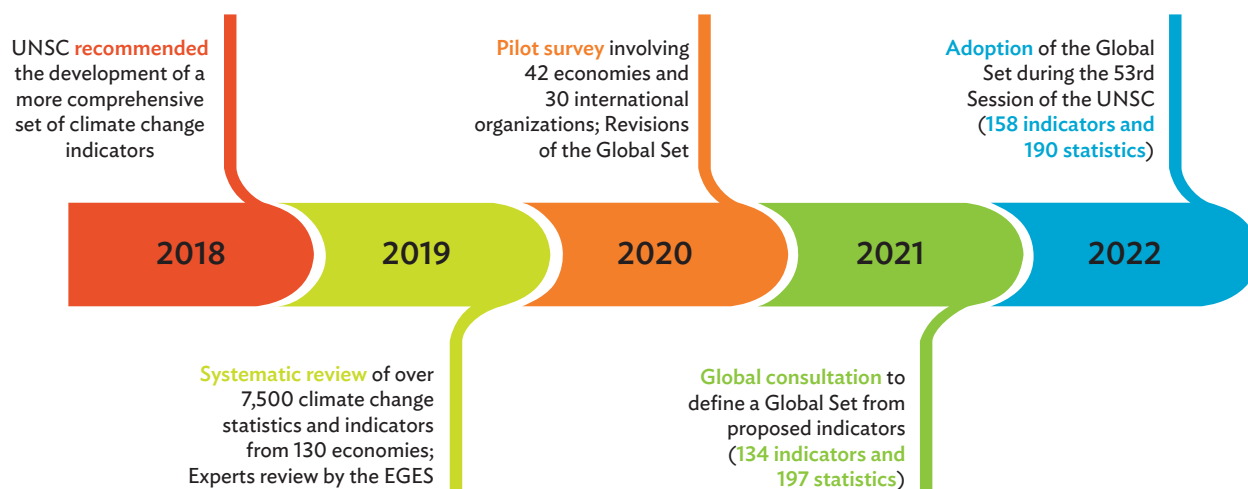 UNSC recommended
the development of a
more comprehensive
set of climate change
indicators
Pilot survey involving
42 economies and
30 international
organizations; Revisions
of the Global Set
Adoption of the Global
Set during the 53rd
Session of the UNSC
(158 indicators and
190 statistics)
2018
2019
2020
2021
2022
Systematic review of over
7,500 climate change
statistics and indicators
from 130 economies;
Experts review by the EGES
Global consultation to
define a Global Set from
proposed indicators
(134 indicators and
197 statistics)